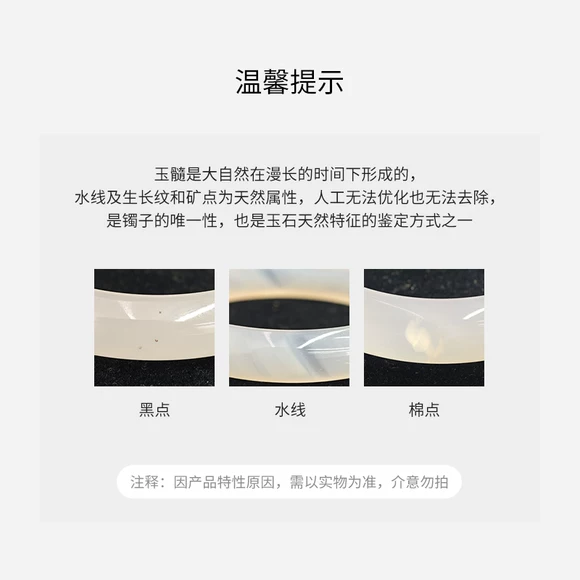 温馨提示
玉髓是大自然在漫长的时间下形成的，
水线及生长纹和矿点为天然属性，人工无法优化也无法去除，
是镯子的唯一性，也是玉石天然特征的鉴定方式之一
黑点
水线
棉点
注释：因产品特性原因，需以实物为准，介意勿拍